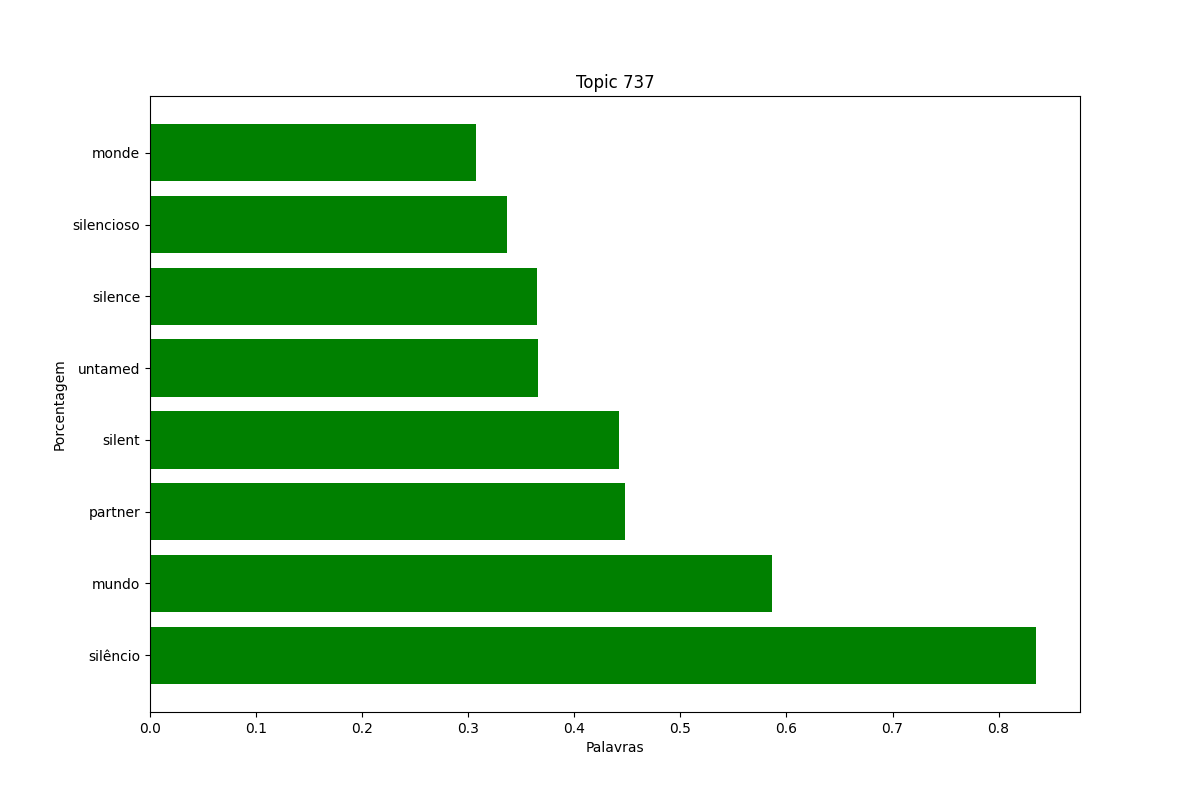 Topic 737
monde
silencioso
silence
untamed
silent
partner
mundo
silêncio
Porcentagem
0.0 0.1 0.2 0.3 0.4 0.5 0.6 0.7 0.8
Palavras